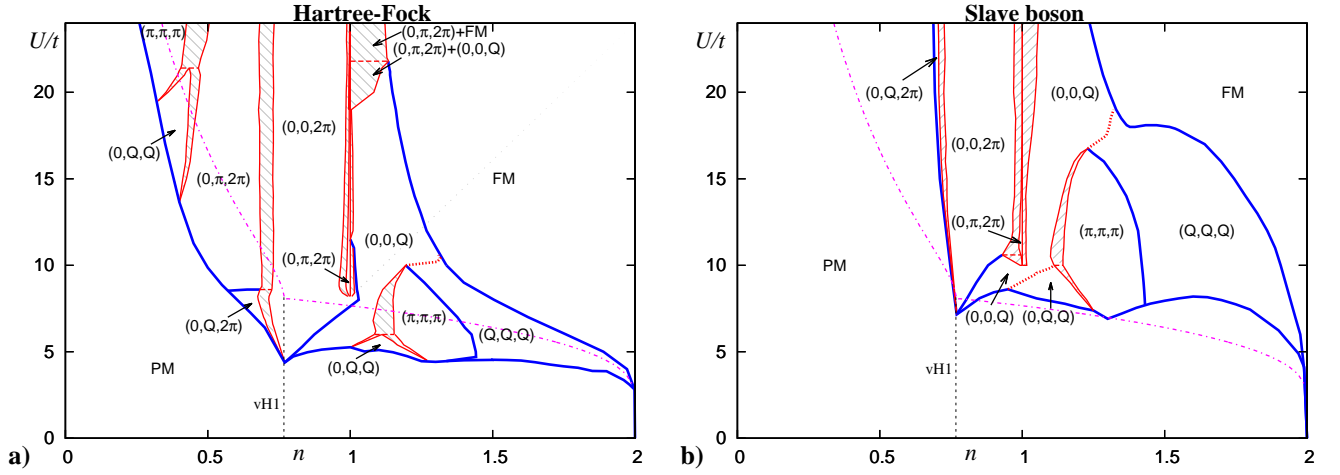 Hartree-Fock
U/t
20
15
10
5
0
0
0.5
1
1.5
2
n
a)
(π,π,π)
(0,π,2π)+FM
(0,π,2π)+(0,0,Q)
(0,Q,Q)
(0,0,2π)
(0,π,2π)
FM
(0,0,Q)
(0,π,2π)
(0,Q,2π)
(π,π,π)
(Q,Q,Q)
(0,Q,Q)
PM
vH1
Slave boson
U/t
20
15
10
5
0
0
0.5
1
1.5
2
n
b)
(0,Q,2π)
(0,0,Q)
FM
(0,0,2π)
(0,π,2π)
(π,π,π)
(Q,Q,Q)
PM
(0,0,Q)
(0,Q,Q)
vH1